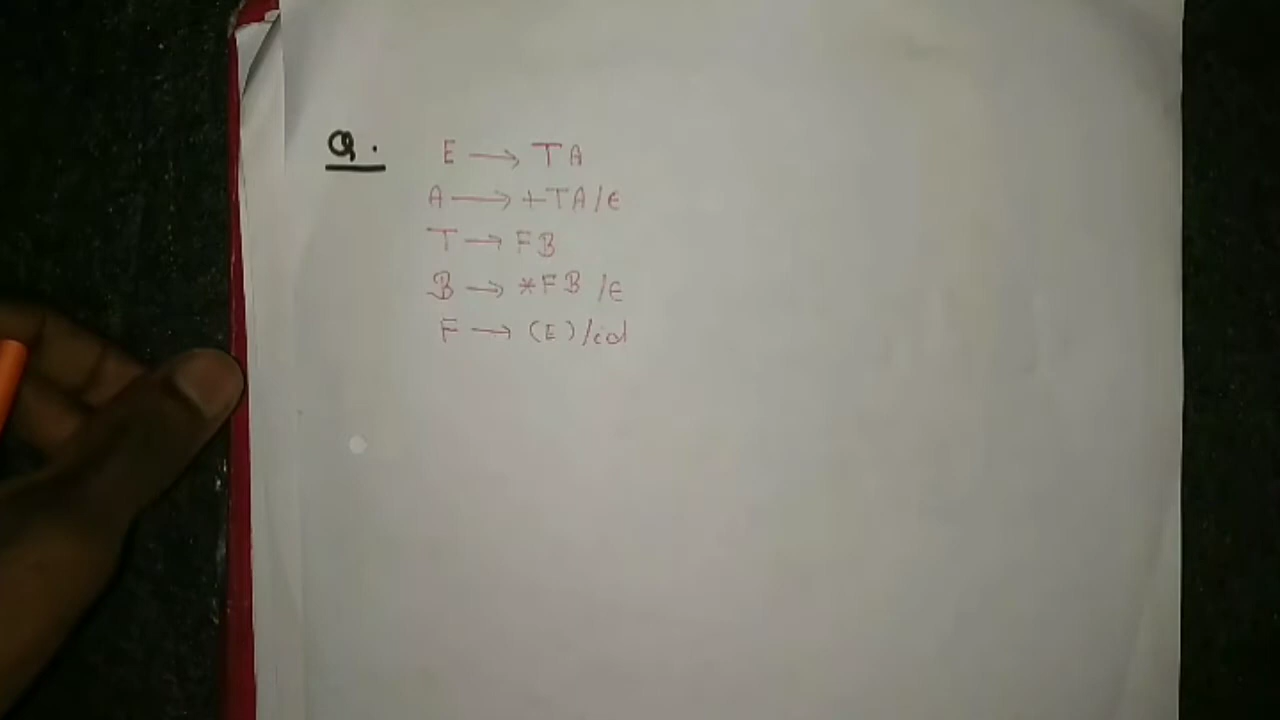 Q. E → TA
A → +TA/ϵ
T → FB
B → *FB/ϵ
F → (E)/id